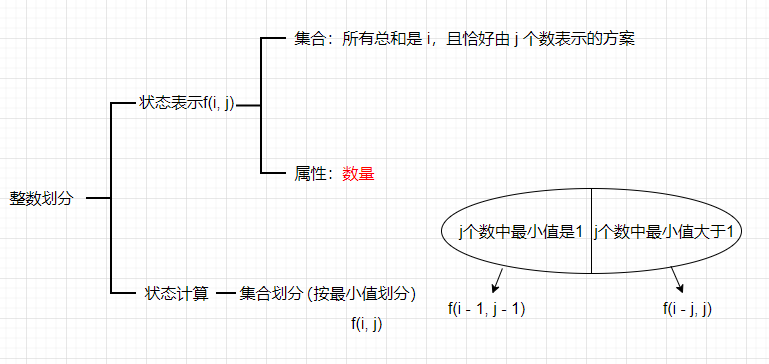 集合：所有总和是 i，且恰好由 j 个数表示的方案
状态表示f(i, j)
属性：数量
整数划分
j个数中最小值是1
j个数中最小值大于1
状态计算
集合划分 (按最小值划分)
f(i - 1, j - 1)
f(i - j, j)
f(i, j)